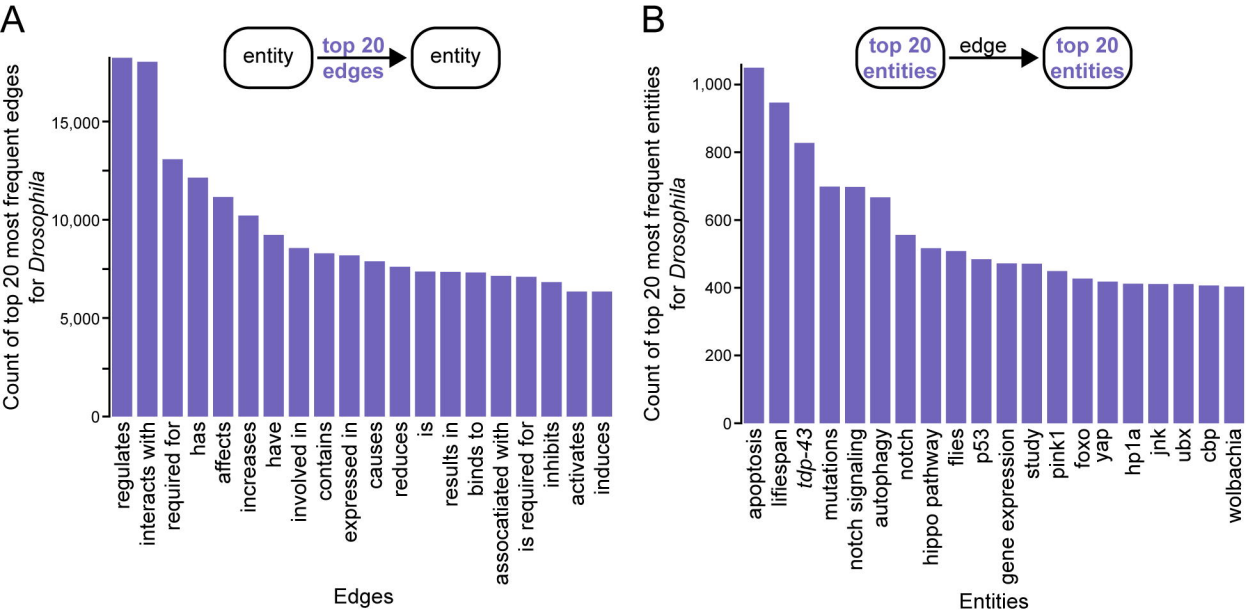 A
entity
top 20
edges
entity
Count of top 20 most frequent edges
for Drosophila
15,000
10,000
5,000
0
regulates
interacts with
required for
has
affects
increases
have
involved in
contains
expressed in
causes
reduces
is
results in
binds to
assocatiated with
is required for
inhibits
activates
induces
Edges
B
top 20
entities
edge
top 20
entities
Count of top 20 most frequent entities
for Drosophila
1,000
800
600
400
200
0
apoptosis
lifiespan
tdp-43
mutations
notch signaling
autophagy
notch
hippo pathway
flies
p53
gene expression
study
pink1
foxo
yap
hp1a
jnk
ubx
cbp
wolbachia
Entities